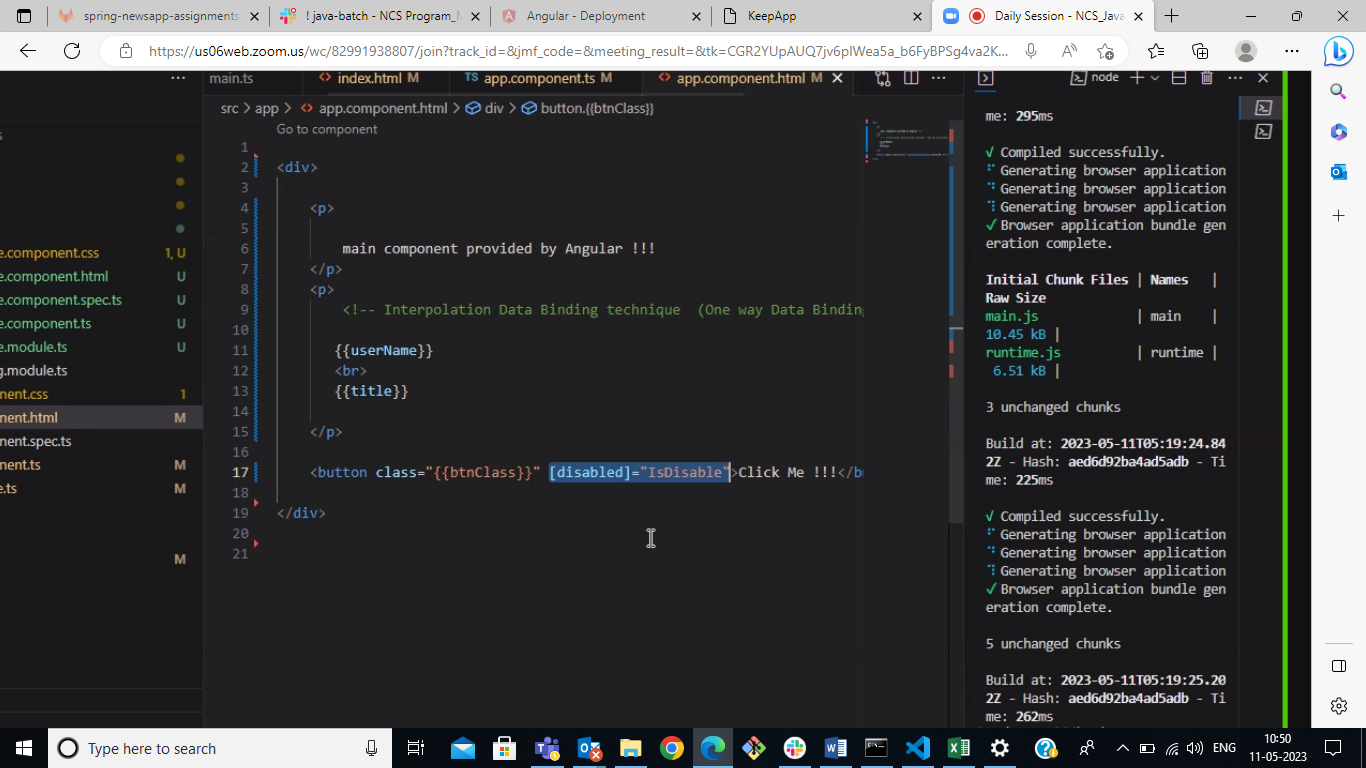 spring-newsapp-assignments
! java-batch - NCS Program_M
Angular - Deployment
KeepApp
Daily Session - NCS_Java
https://us06web.zoom.us/wc/82991938807/join?track_id=&jmf_code=&meeting_result=&tk=CGR2YUpAUQ7jv6plWea5a_b6FyBPSg4va2K...
main.ts
index.html M
TS app.component.ts M
app.component.html M
node
src > app > app.component.html > div > button.{{btnClass}}
Go to component
1
2 <div>
3
4 <p>
5
6 main component provided by Angular !!!
7 </p>
8 <p>
9 <!-- Interpolation Data Binding technique (One way Data Binding
10
11 {{userName}}
12 <br>
13 {{title}}
14
15 </p>
16
17 <button class="{{btnClass}}" [disabled]="IsDisable">Click Me !!!</bu
18
19 </div>
20
21
s
e.component.css 1, U
e.component.html U
e.component.spec.ts U
e.component.ts U
e.module.ts U
g.module.ts
nent.css 1
nent.html M
nent.spec.ts
nent.ts M
e.ts M
M
me: 295ms
√ Compiled successfully.
Generating browser application
Generating browser application
Generating browser application
√ Browser application bundle gen
eration complete.
Initial Chunk Files | Names |
Raw Size
main.js | main |
10.45 kB |
runtime.js | runtime |
6.51 kB |
3 unchanged chunks
Build at: 2023-05-11T05:19:24.84
2Z - Hash: aed6d92ba4ad5adb - Ti
me: 225ms
√ Compiled successfully.
Generating browser application
Generating browser application
Generating browser application
√ Browser application bundle gen
eration complete.
5 unchanged chunks
Build at: 2023-05-11T05:19:25.20
2Z - Hash: aed6d92ba4ad5adb - Ti
me: 262ms
Type here to search
ENG
10:50
11-05-2023